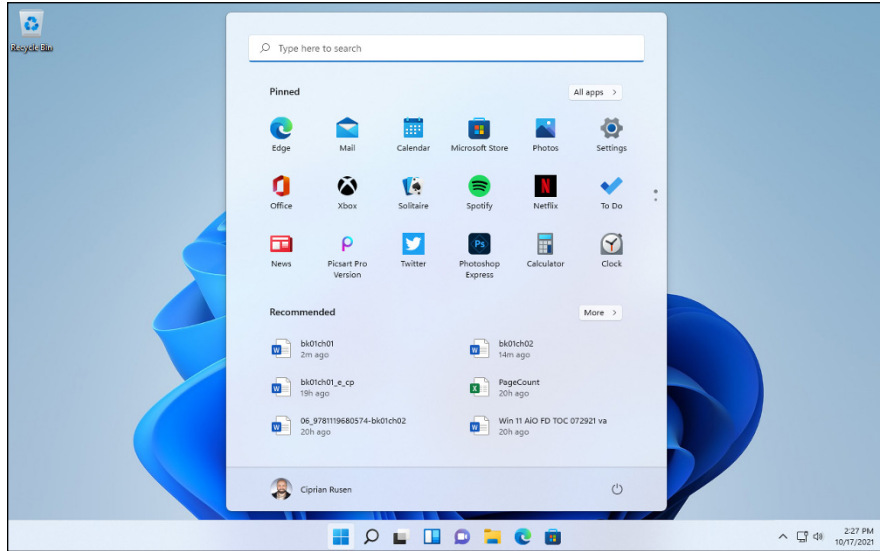 Recycle Bin
Type here to search
Pinned
All apps >
Edge
Mail
Calendar
Microsoft Store
Photos
Settings
Office
Xbox
Solitaire
Spotify
Netflix
To Do
News
Picsart Pro
Version
Twitter
Ps
Photoshop
Express
Calculator
Clock
Recommended
More >
bk01ch01
2m ago
bk01ch02
14m ago
bk01ch01_e_cp
19h ago
PageCount
20h ago
06_9781119680574-bk01ch02
20h ago
Win 11 AiO FD TOC 072921 va
20h ago
Ciprian Rusen
2:27 PM
10/17/2021